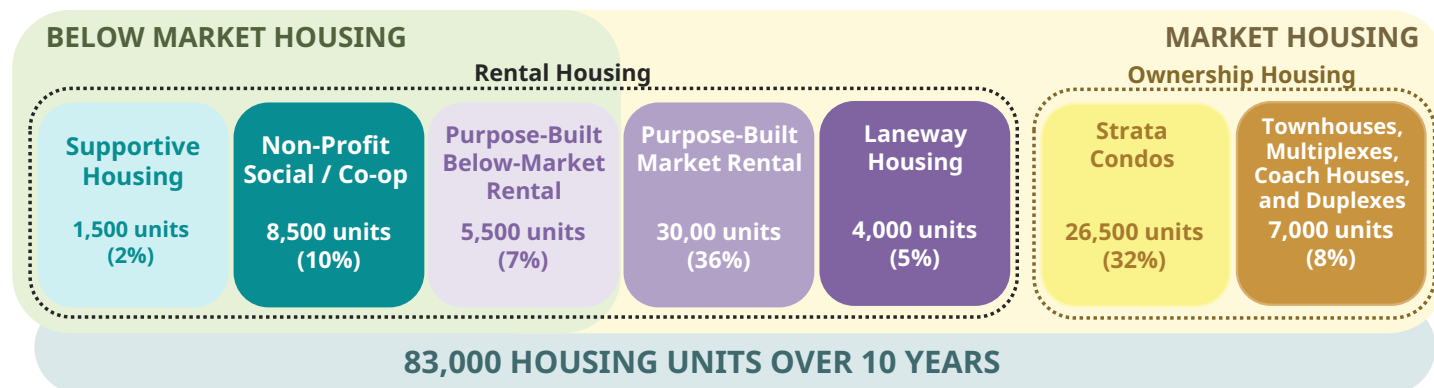 BELOW MARKET HOUSING
MARKET HOUSING
Rental Housing
Ownership Housing
Supportive
Housing
1,500 units
(2%)
Non-Profit
Social / Co-op
8,500 units
(10%)
Purpose-Built
Below-Market
Rental
5,500 units
(7%)
Purpose-Built
Market Rental
30,00 units
(36%)
Laneway
Housing
4,000 units
(5%)
Strata
Condos
26,500 units
(32%)
Townhouses,
Multiplexes,
Coach Houses,
and Duplexes
7,000 units
(8%)
83,000 HOUSING UNITS OVER 10 YEARS